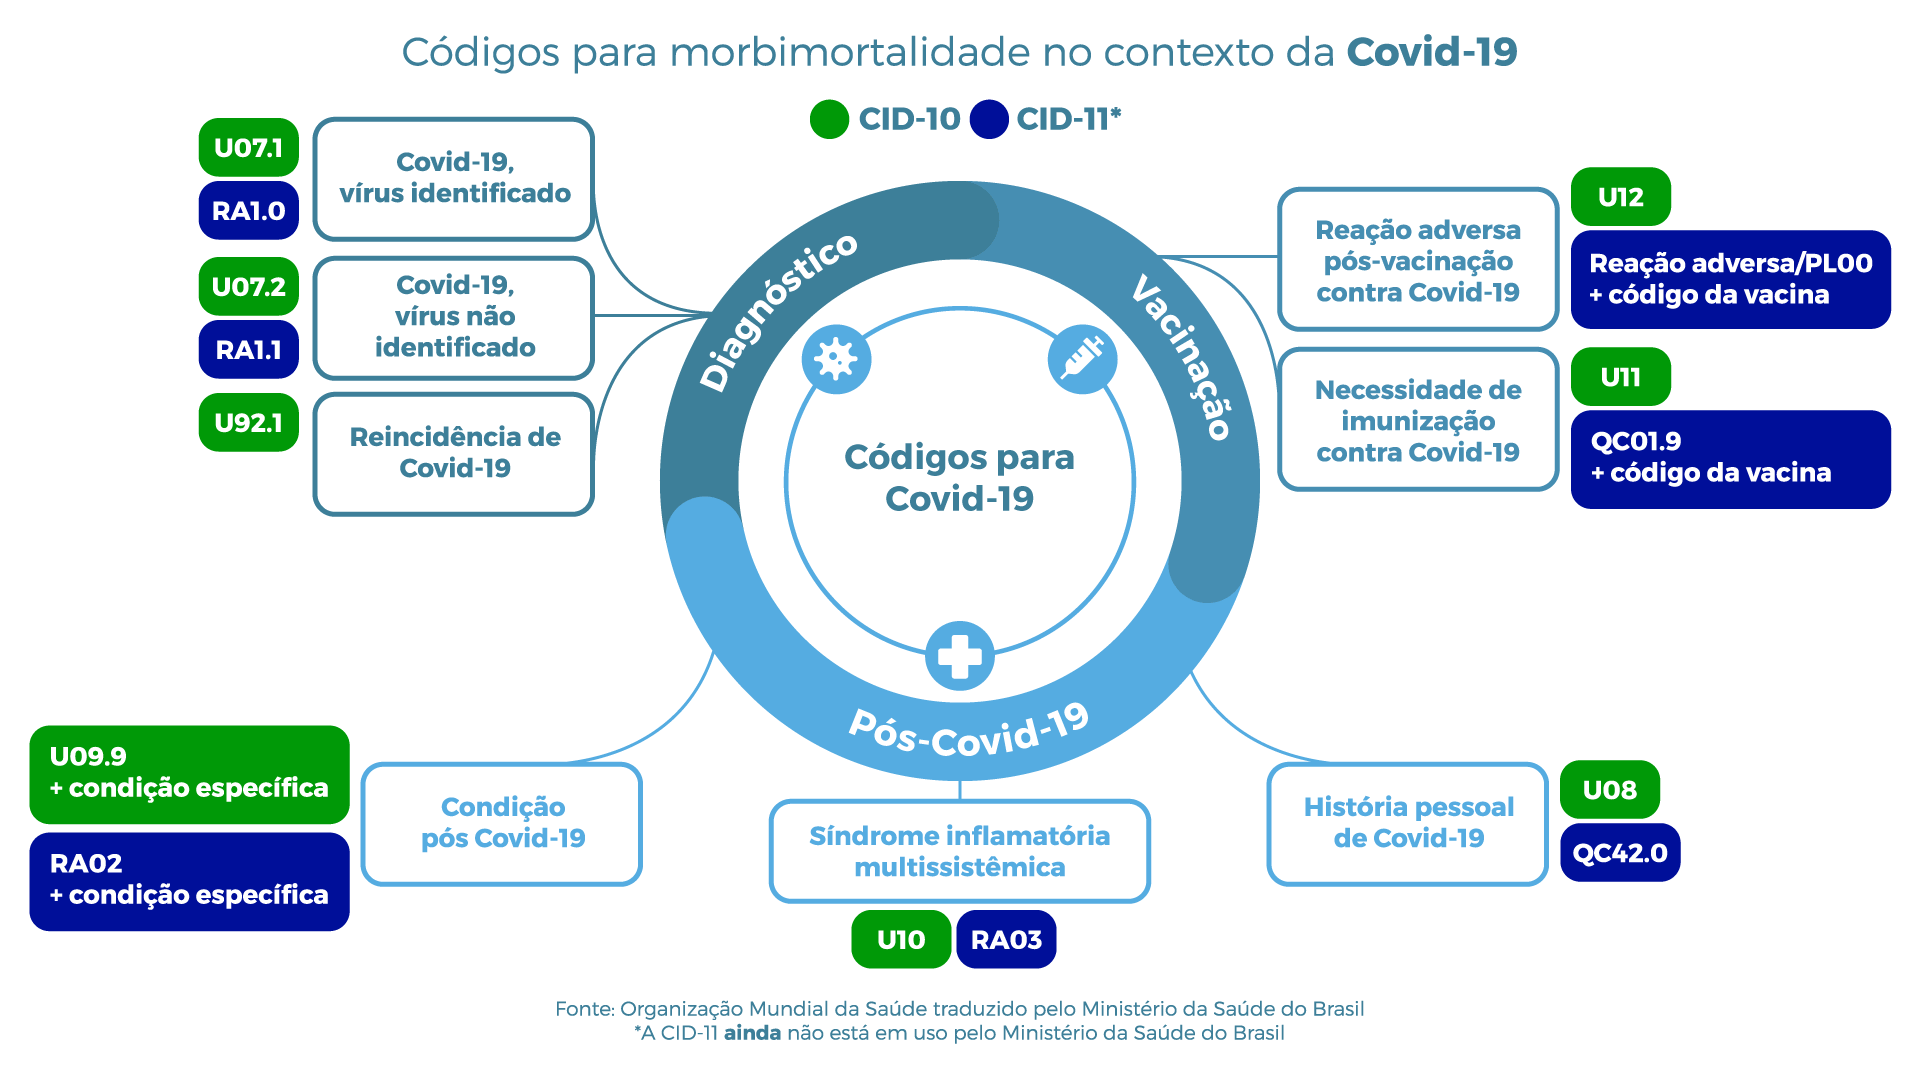 Códigos para morbimortalidade no contexto da Covid-19
CID-10 CID-11*
U07.1
RA1.0
Covid-19,
vírus identificado
U07.2
RA1.1
Covid-19,
vírus não
identificado
U92.1
Reincidência de
Covid-19
Diagnóstico
Vacinação
Pós-Covid-19
Códigos para
Covid-19
Reação adversa
pós-vacinação
contra Covid-19
U12
Reação adversa/PL00
+ código da vacina
Necessidade de
imunização
contra Covid-19
U11
QC01.9
+ código da vacina
U09.9
+ condição específica
RA02
+ condição específica
Condição
pós Covid-19
Síndrome inflamatória
multissistêmica
U10
RA03
História pessoal
de Covid-19
U08
QC42.0
Fonte: Organização Mundial da Saúde traduzido pelo Ministério da Saúde do Brasil
*A CID-11 ainda não está em uso pelo Ministério da Saúde do Brasil